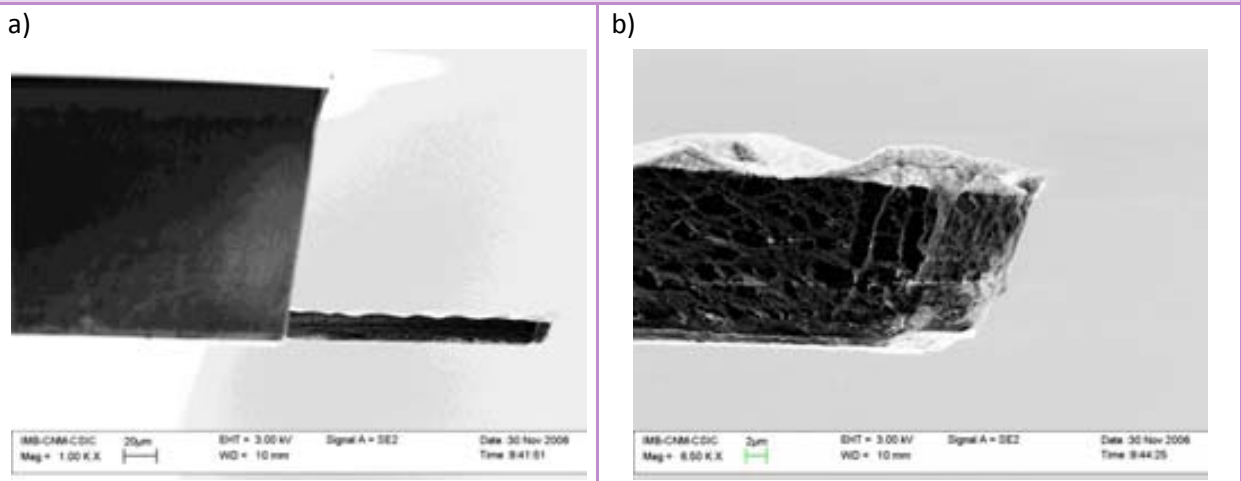 a)
b)
IMB-CNM-CSIC 20µm EHT = 3.00 kV Signal A = SE2 Date :30 Nov 2006
Mag = 1.00 K X WD = 10 mm Time :9:41:51
IMB-CNM-CSIC 2µm EHT = 3.00 kV Signal A = SE2 Date :30 Nov 2006
Mag = 6.50 K X WD = 10 mm Time :9:44:25